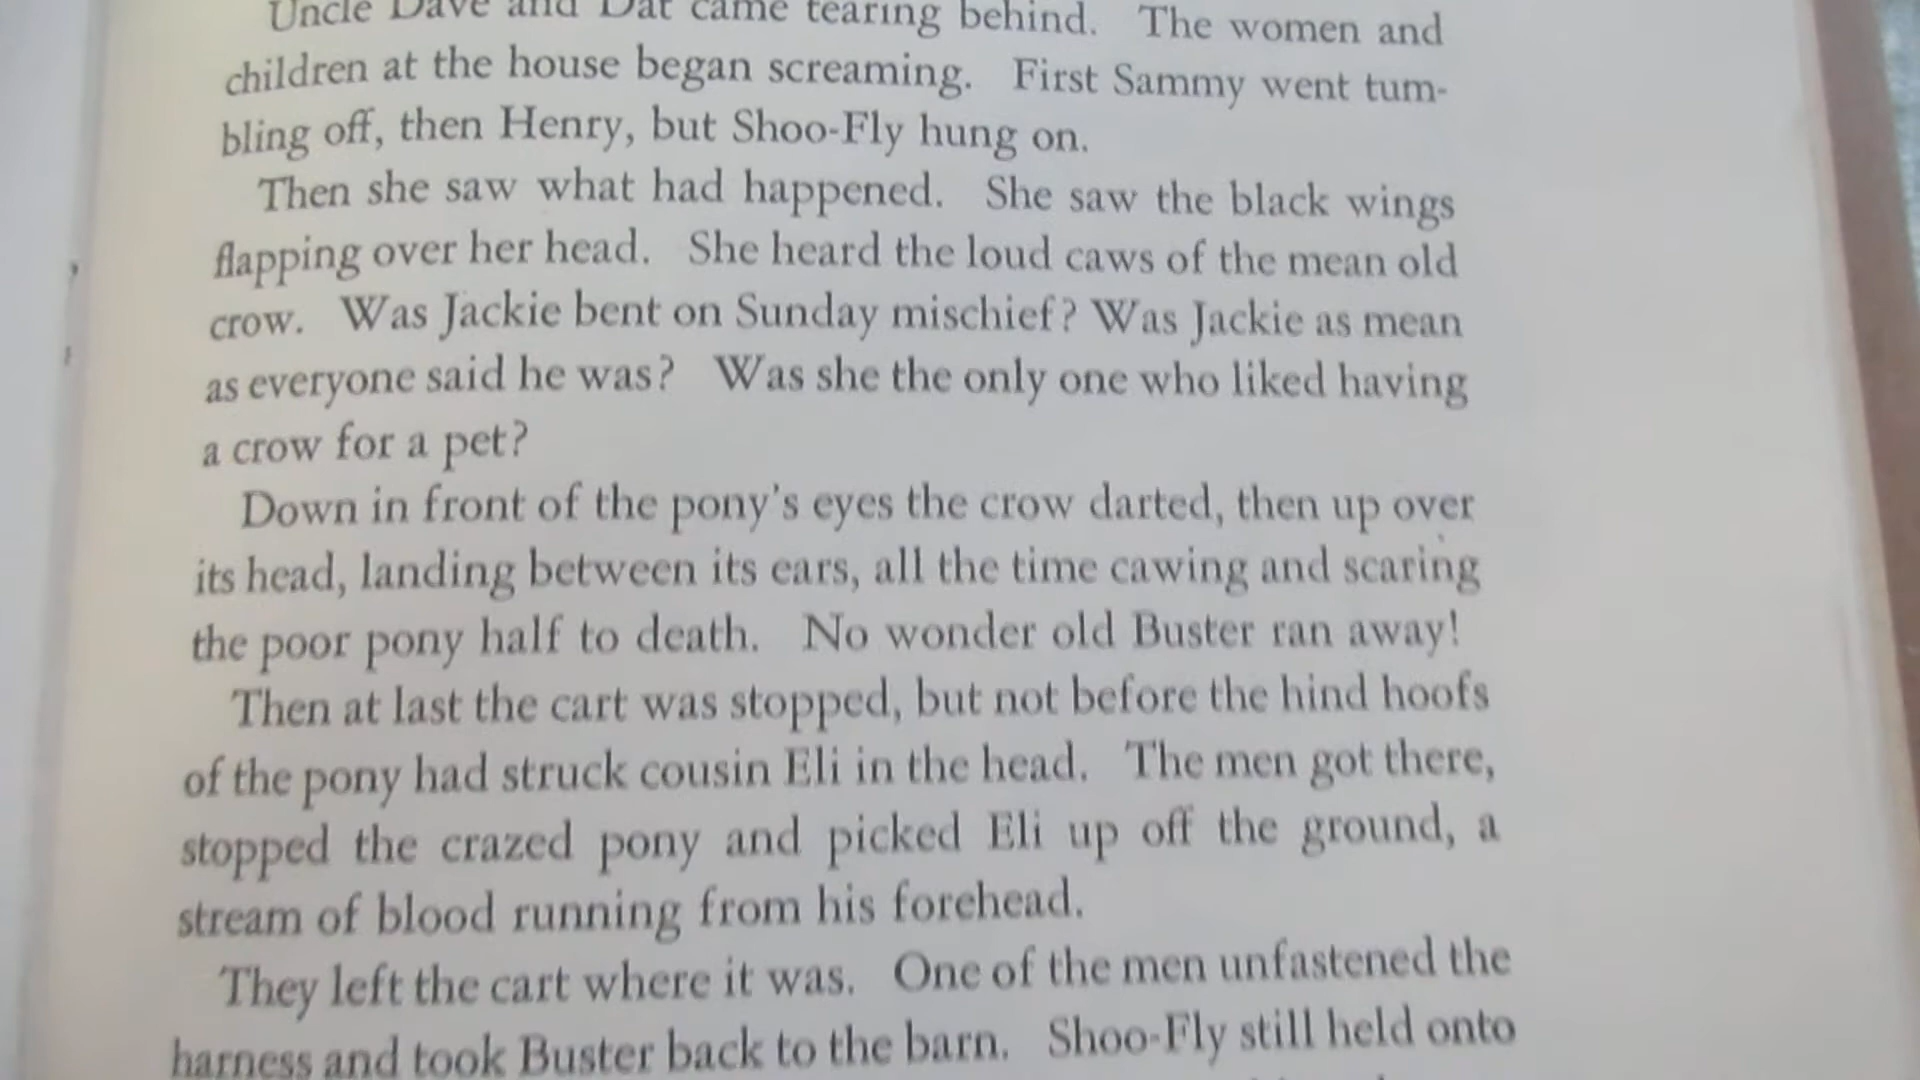 Uncle Dave and Dat came tearing behind. The women and
children at the house began screaming. First Sammy went tum-
bling off, then Henry, but Shoo-Fly hung on.
Then she saw what had happened. She saw the black wings
flapping over her head. She heard the loud caws of the mean old
crow. Was Jackie bent on Sunday mischief? Was Jackie as mean
as everyone said he was? Was she the only one who liked having
a crow for a pet?
Down in front of the pony's eyes the crow darted, then up over
its head, landing between its ears, all the time cawing and scaring
the poor pony half to death. No wonder old Buster ran away!
Then at last the cart was stopped, but not before the hind hoofs
of the pony had struck cousin Eli in the head. The men got there,
stopped the crazed pony and picked Eli up off the ground, a
stream of blood running from his forehead.
They left the cart where it was. One of the men unfastened the
harness and took Buster back to the barn. Shoo-Fly still held onto